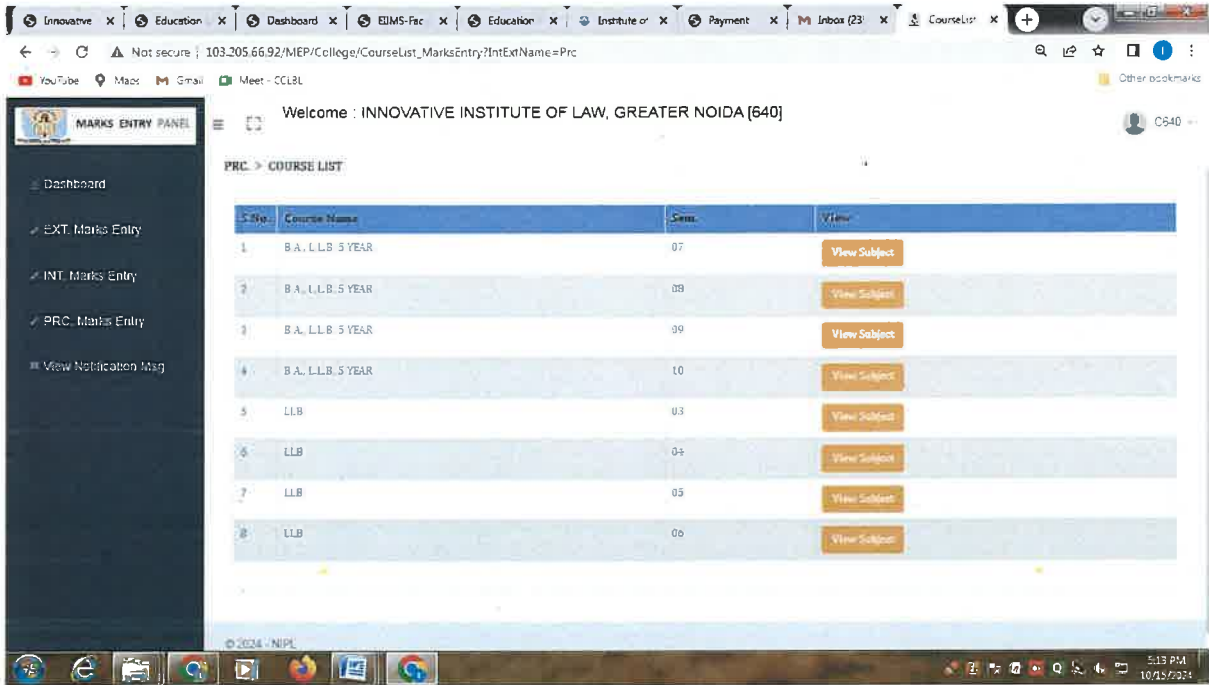 Innovative x Education x Dashboard x EIIMS-Fac x Education x Institute of x Payment x Inbox (23 x CourseList x
Not secure 103.205.66.92/MEP/College/CourseList_MarksEntry?IntExtName=Prc
YouTube Maps Gmail Meet - CCLBL Other bookmarks
MARKS ENTRY PANEL
Welcome : INNOVATIVE INSTITUTE OF LAW, GREATER NOIDA [640]
C640
PRC. > COURSE LIST
Dashboard
EXT. Marks Entry
INT. Marks Entry
PRC. Marks Entry
View Notification Msg
S.No. Course Name Sem. View
1 B.A., L.L.B. 5 YEAR 07 View Subject
2 B.A., L.L.B. 5 YEAR 08 View Subject
3 B.A., L.L.B. 5 YEAR 09 View Subject
4 B.A., L.L.B. 5 YEAR 10 View Subject
5 LLB 03 View Subject
6 LLB 04 View Subject
7 LLB 05 View Subject
8 LLB 06 View Subject
© 2024 - NIPL
5:13 PM
10/15/2024